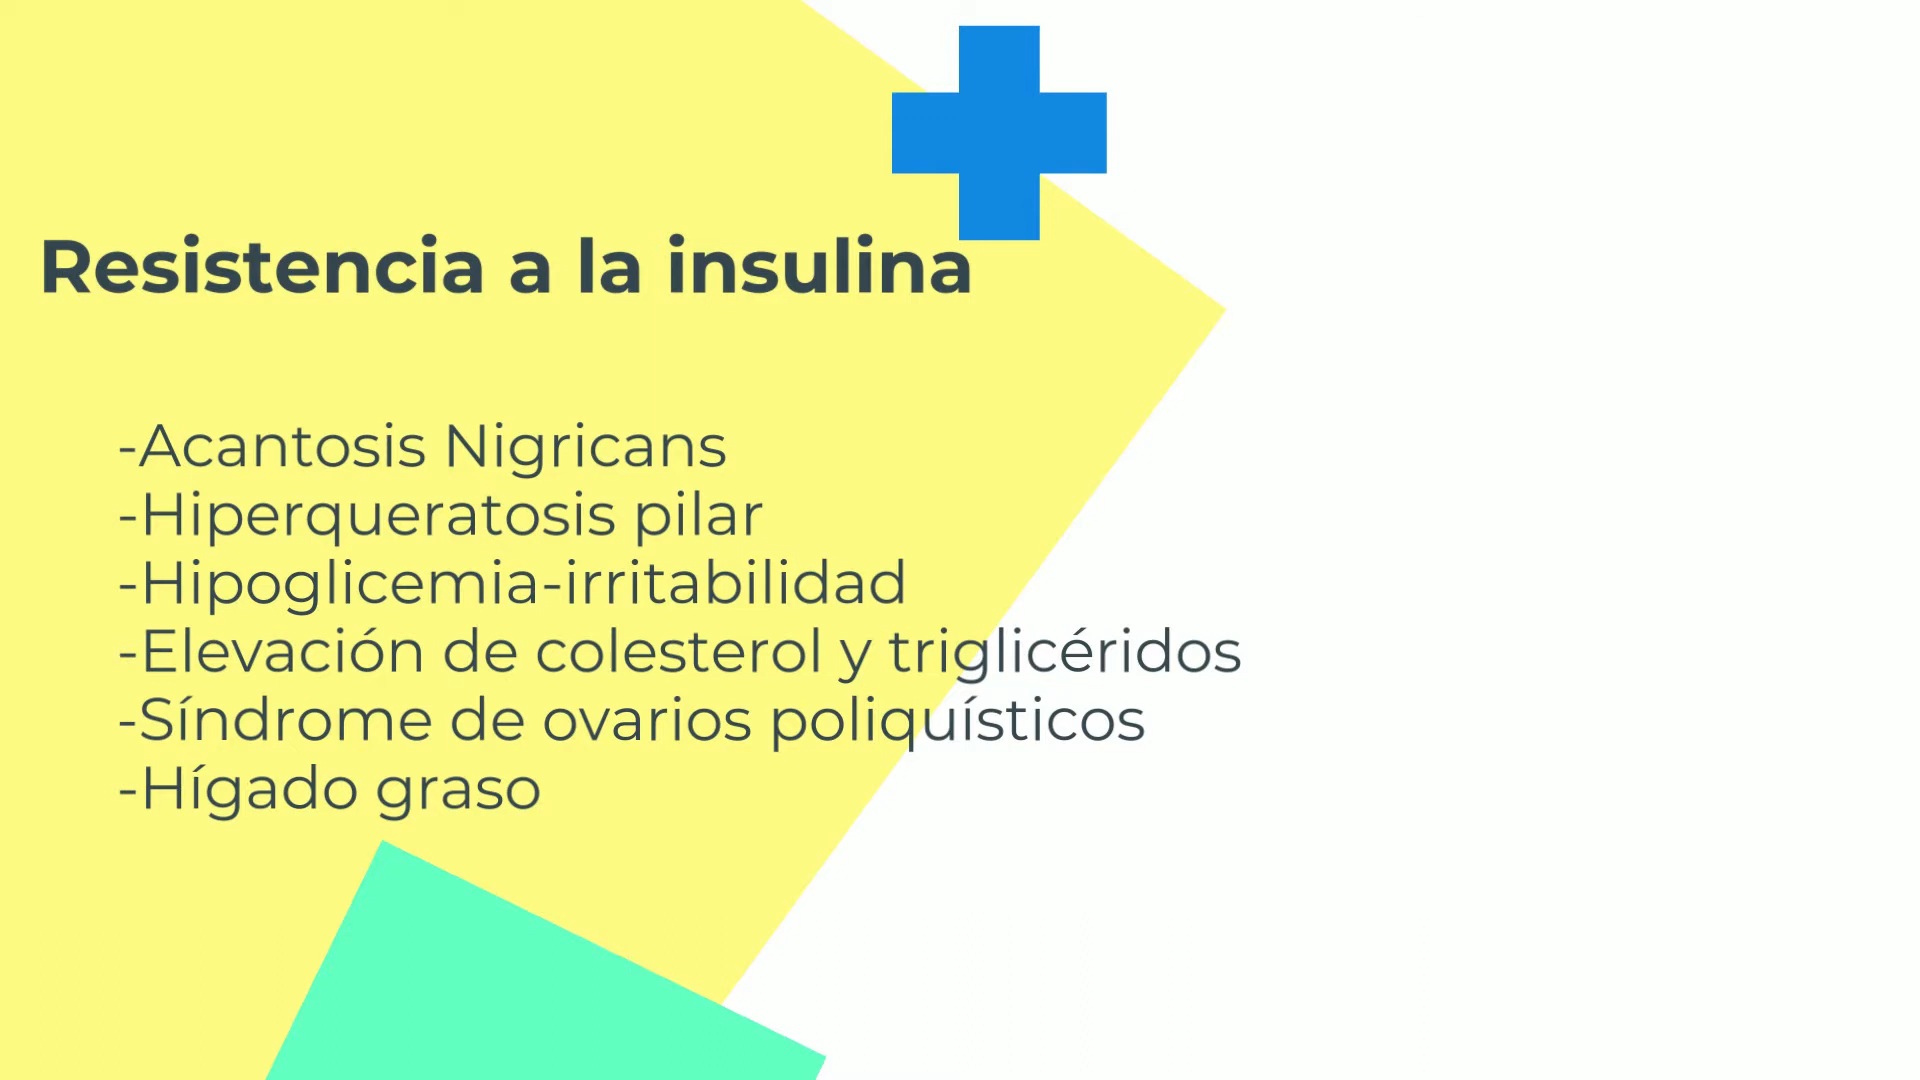 Resistencia a la insulina
-Acantosis Nigricans
-Hiperqueratosis pilar
-Hipoglicemia-irritabilidad
-Elevación de colesterol y triglicéridos
-Síndrome de ovarios poliquísticos
-Hígado graso